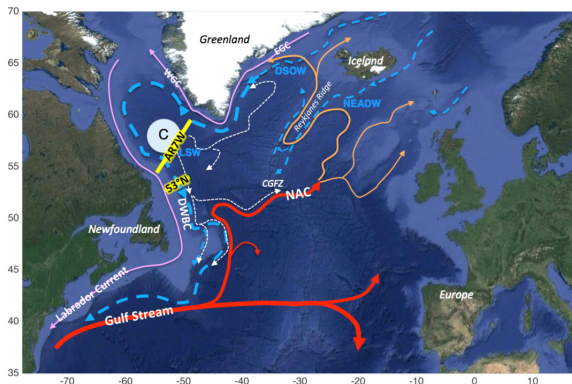 70
65
60
55
50
45
40
35
-70
-60
-50
-40
-30
-20
-10
0
10
Greenland
EGC
WGC
DSOW
Iceland
NEADW
Reykjanes Ridge
C
AR7W
LSW
53°N
CGFZ
NAC
DWBC
Newfoundland
Labrador Current
Gulf Stream
Europe